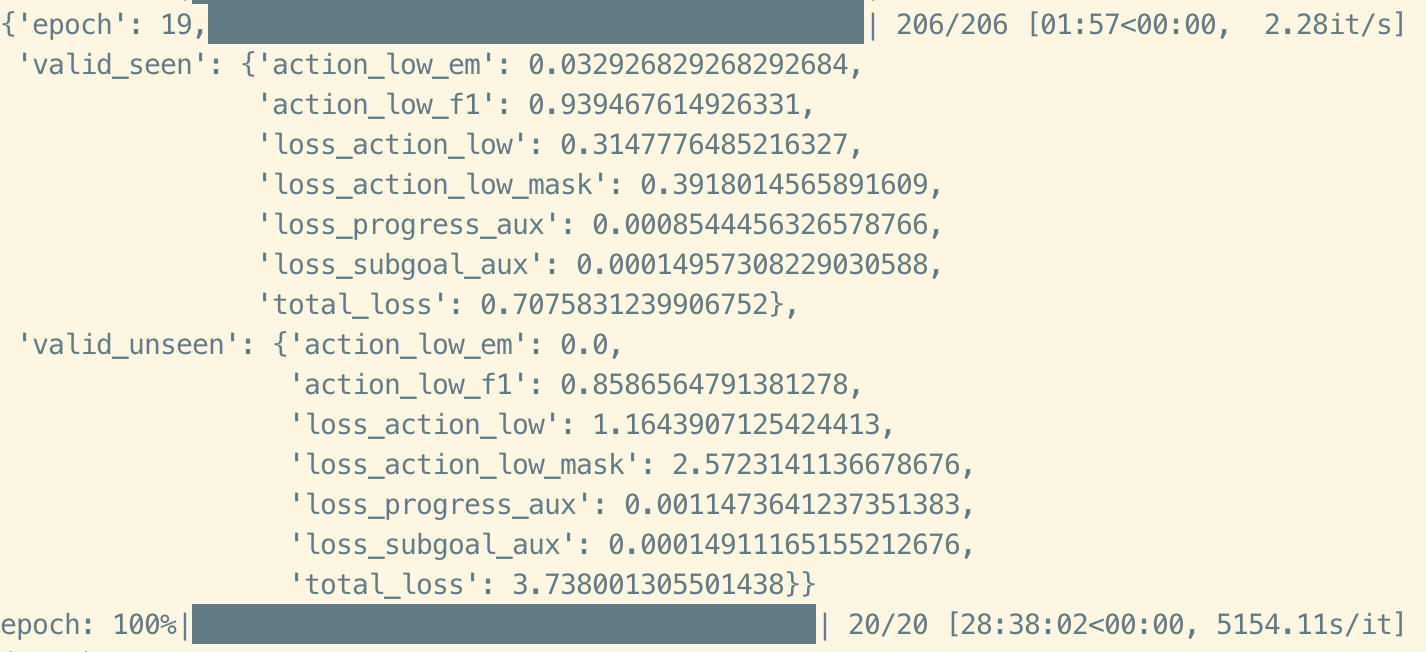 {'epoch': 19, | 206/206 [01:57<00:00,  2.28it/s]
'valid_seen': {'action_low_em': 0.032926829268292684,
'action_low_f1': 0.939467614926331,
'loss_action_low': 0.3147776485216327,
'loss_action_low_mask': 0.3918014565891609,
'loss_progress_aux': 0.0008544456326578766,
'loss_subgoal_aux': 0.00014957308229030588,
'total_loss': 0.7075831239906752},
'valid_unseen': {'action_low_em': 0.0,
'action_low_f1': 0.8586564791381278,
'loss_action_low': 1.1643907125424413,
'loss_action_low_mask': 2.5723141136678676,
'loss_progress_aux': 0.0011473641237351383,
'loss_subgoal_aux': 0.00014911165155212676,
'total_loss': 3.738001305501438}}
epoch: 100%| | 20/20 [28:38:02<00:00, 5154.11s/it]